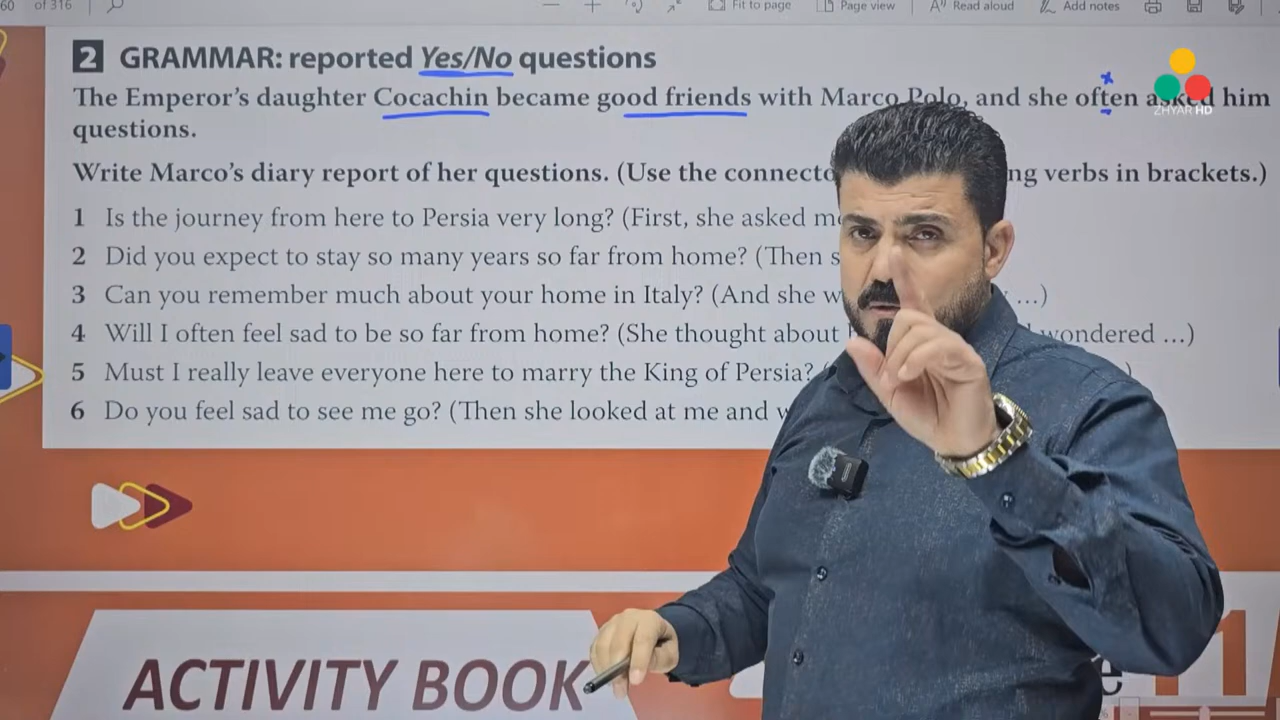 60 of 316 Fit to page Page view Read aloud Add notes
2 GRAMMAR: reported Yes/No questions
ZHYAR HD
The Emperor's daughter Cocachin became good friends with Marco Polo, and she often asked him
questions.
Write Marco's diary report of her questions. (Use the verbs in brackets.)
1 Is the journey from here to Persia very long? (First, she asked
2 Did you expect to stay so many years so far from home? (Then
3 Can you remember much about your home in Italy? (And she …)
4 Will I often feel sad to be so far from home? (She thought about wondered …)
5 Must I really leave everyone here to marry the King of Persia? )
6 Do you feel sad to see me go? (Then she looked at me and
ACTIVITY BOOK